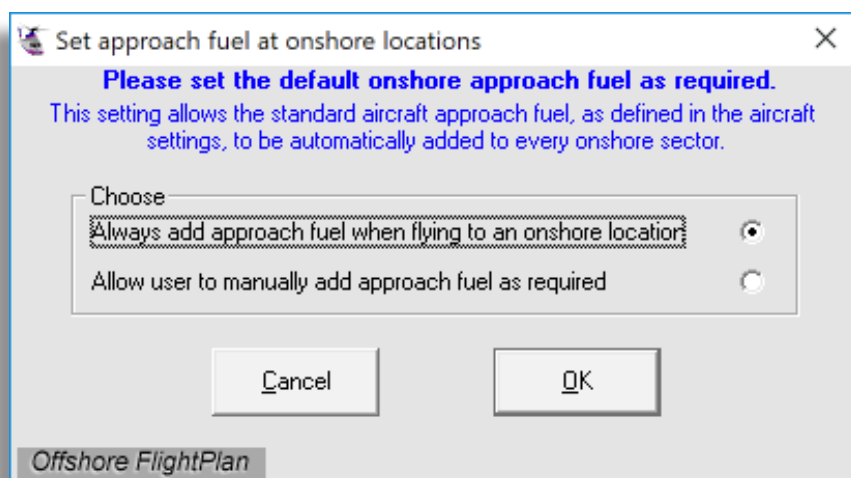 Set approach fuel at onshore locations
Please set the default onshore approach fuel as required.
This setting allows the standard aircraft approach fuel, as defined in the aircraft
settings, to be automatically added to every onshore sector.
Choose
Always add approach fuel when flying to an onshore location
Allow user to manually add approach fuel as required
Cancel
OK
Offshore FlightPlan